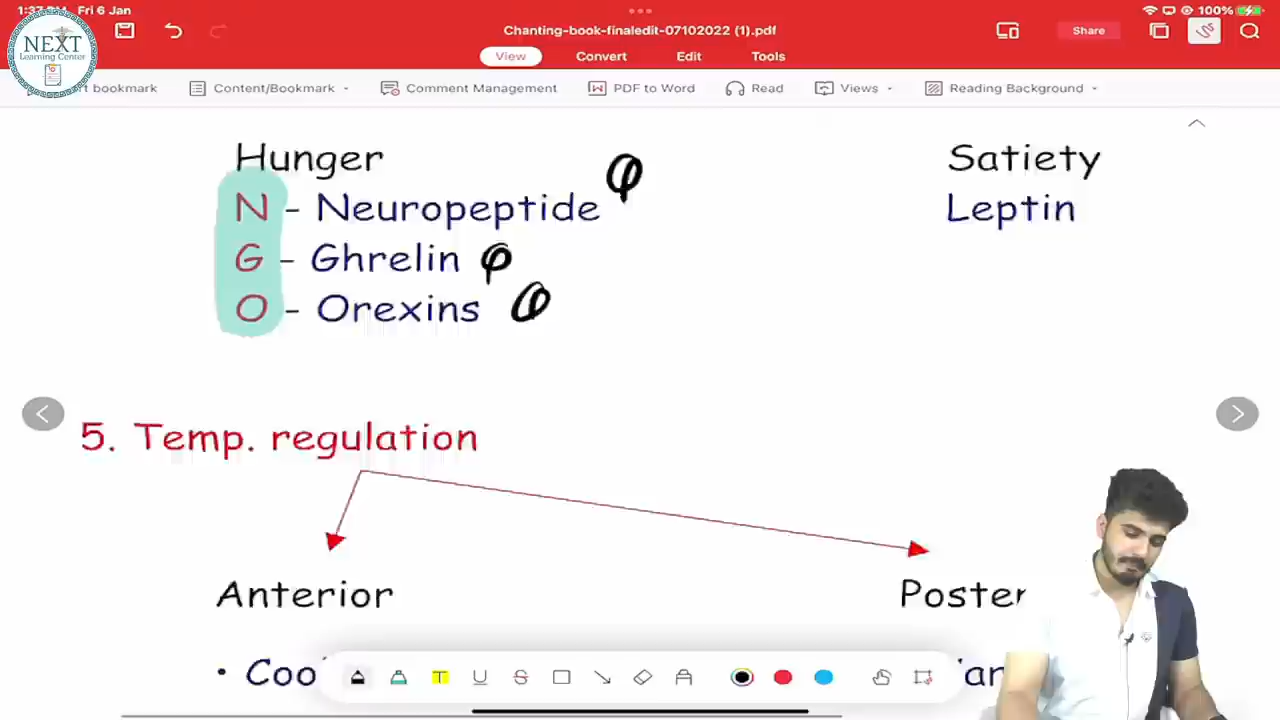 1:37 PM Fri 6 Jan
100%
NEXT
Learning Center
Chanting-book-finaledit-07102022 (1).pdf
Share
View Convert Edit Tools
bookmark Content/Bookmark Comment Management PDF to Word Read Views Reading Background
Hunger
Satiety
N - Neuropeptide
Leptin
G - Ghrelin
O - Orexins
5. Temp. regulation
Anterior
Poster
• Coo
T U S